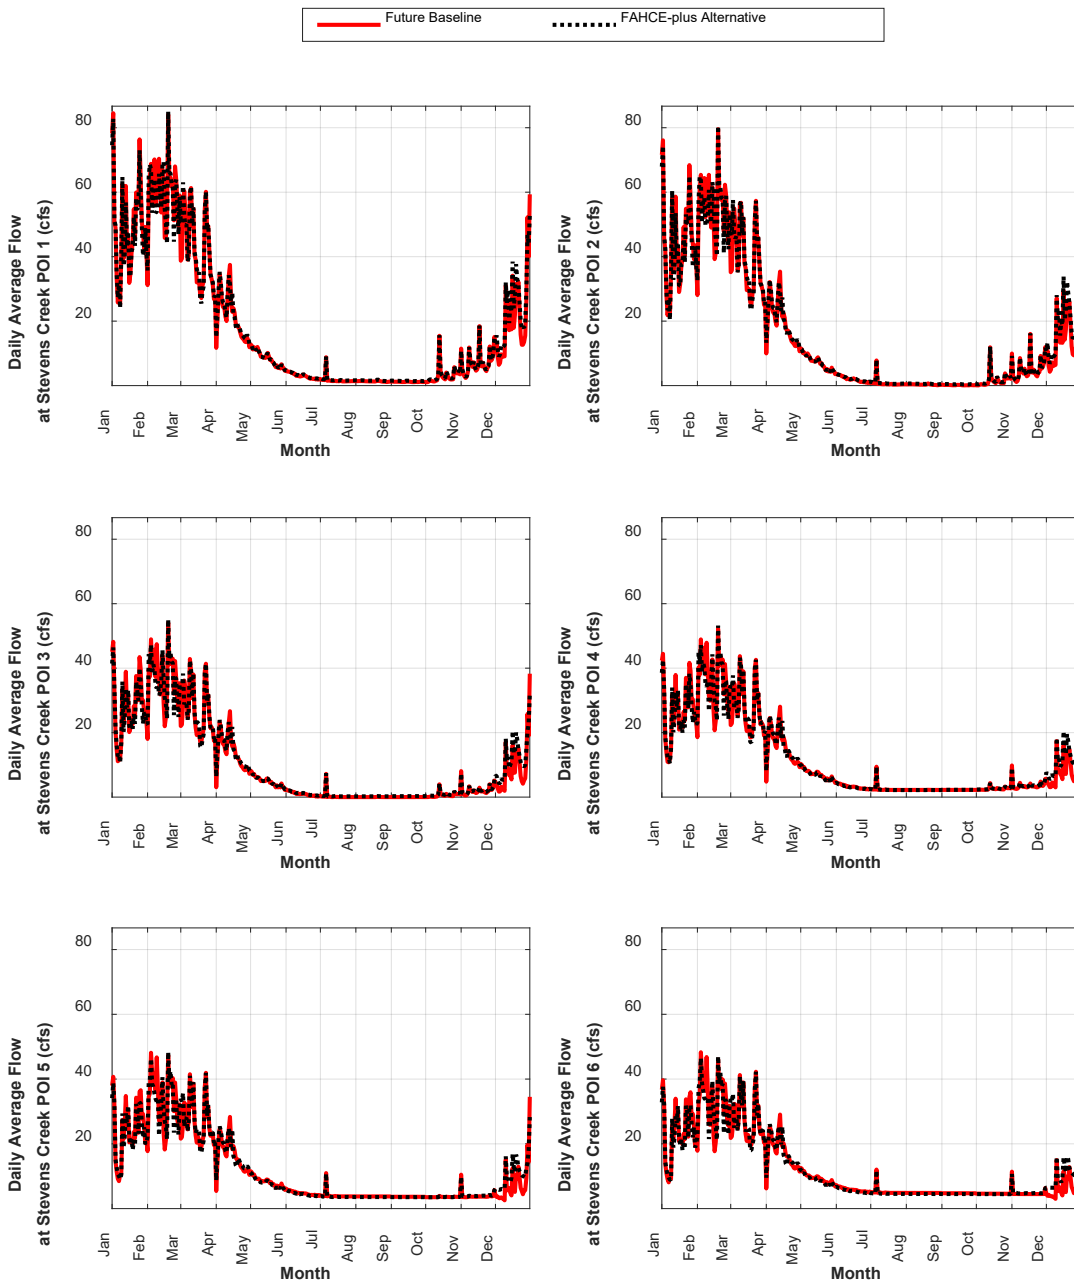 Future Baseline FAHCE-plus Alternative
Daily Average Flow
at Stevens Creek POI 1 (cfs)
80
60
40
20
Jan Feb Mar Apr May Jun Jul Aug Sep Oct Nov Dec
Month
Daily Average Flow
at Stevens Creek POI 2 (cfs)
80
60
40
20
Jan Feb Mar Apr May Jun Jul Aug Sep Oct Nov Dec
Month
Daily Average Flow
at Stevens Creek POI 3 (cfs)
80
60
40
20
Jan Feb Mar Apr May Jun Jul Aug Sep Oct Nov Dec
Month
Daily Average Flow
at Stevens Creek POI 4 (cfs)
80
60
40
20
Jan Feb Mar Apr May Jun Jul Aug Sep Oct Nov Dec
Month
Daily Average Flow
at Stevens Creek POI 5 (cfs)
80
60
40
20
Jan Feb Mar Apr May Jun Jul Aug Sep Oct Nov Dec
Month
Daily Average Flow
at Stevens Creek POI 6 (cfs)
80
60
40
20
Jan Feb Mar Apr May Jun Jul Aug Sep Oct Nov Dec
Month